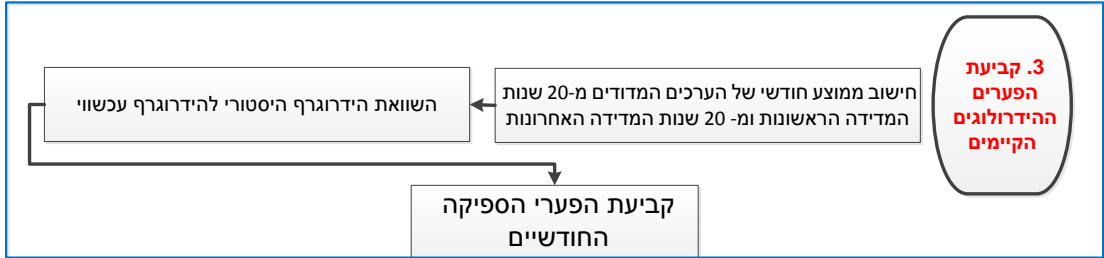 3. קביעת
הפערים
ההידרולוגים
הקיימים
חישוב ממוצע חודשי של הערכים המדודים מ-20 שנות
המדידה הראשונות ומ- 20 שנות המדידה האחרונות
השוואת הידרוגרף היסטורי להידרוגרף עכשווי
קביעת הפערי הספיקה
החודשיים